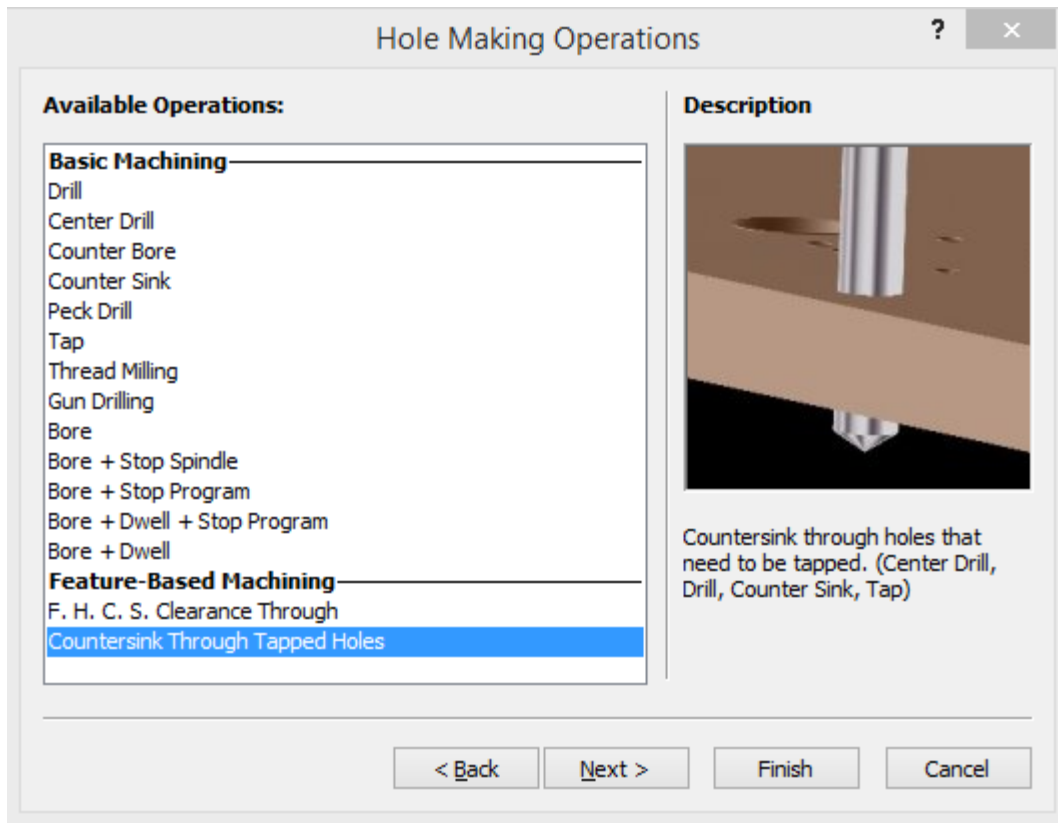 Hole Making Operations
?
×
Available Operations:
Basic Machining
Drill
Center Drill
Counter Bore
Counter Sink
Peck Drill
Tap
Thread Milling
Gun Drilling
Bore
Bore + Stop Spindle
Bore + Stop Program
Bore + Dwell + Stop Program
Bore + Dwell
Feature-Based Machining
F. H. C. S. Clearance Through
Countersink Through Tapped Holes
Description
Countersink through holes that
need to be tapped. (Center Drill,
Drill, Counter Sink, Tap)
< Back
Next >
Finish
Cancel